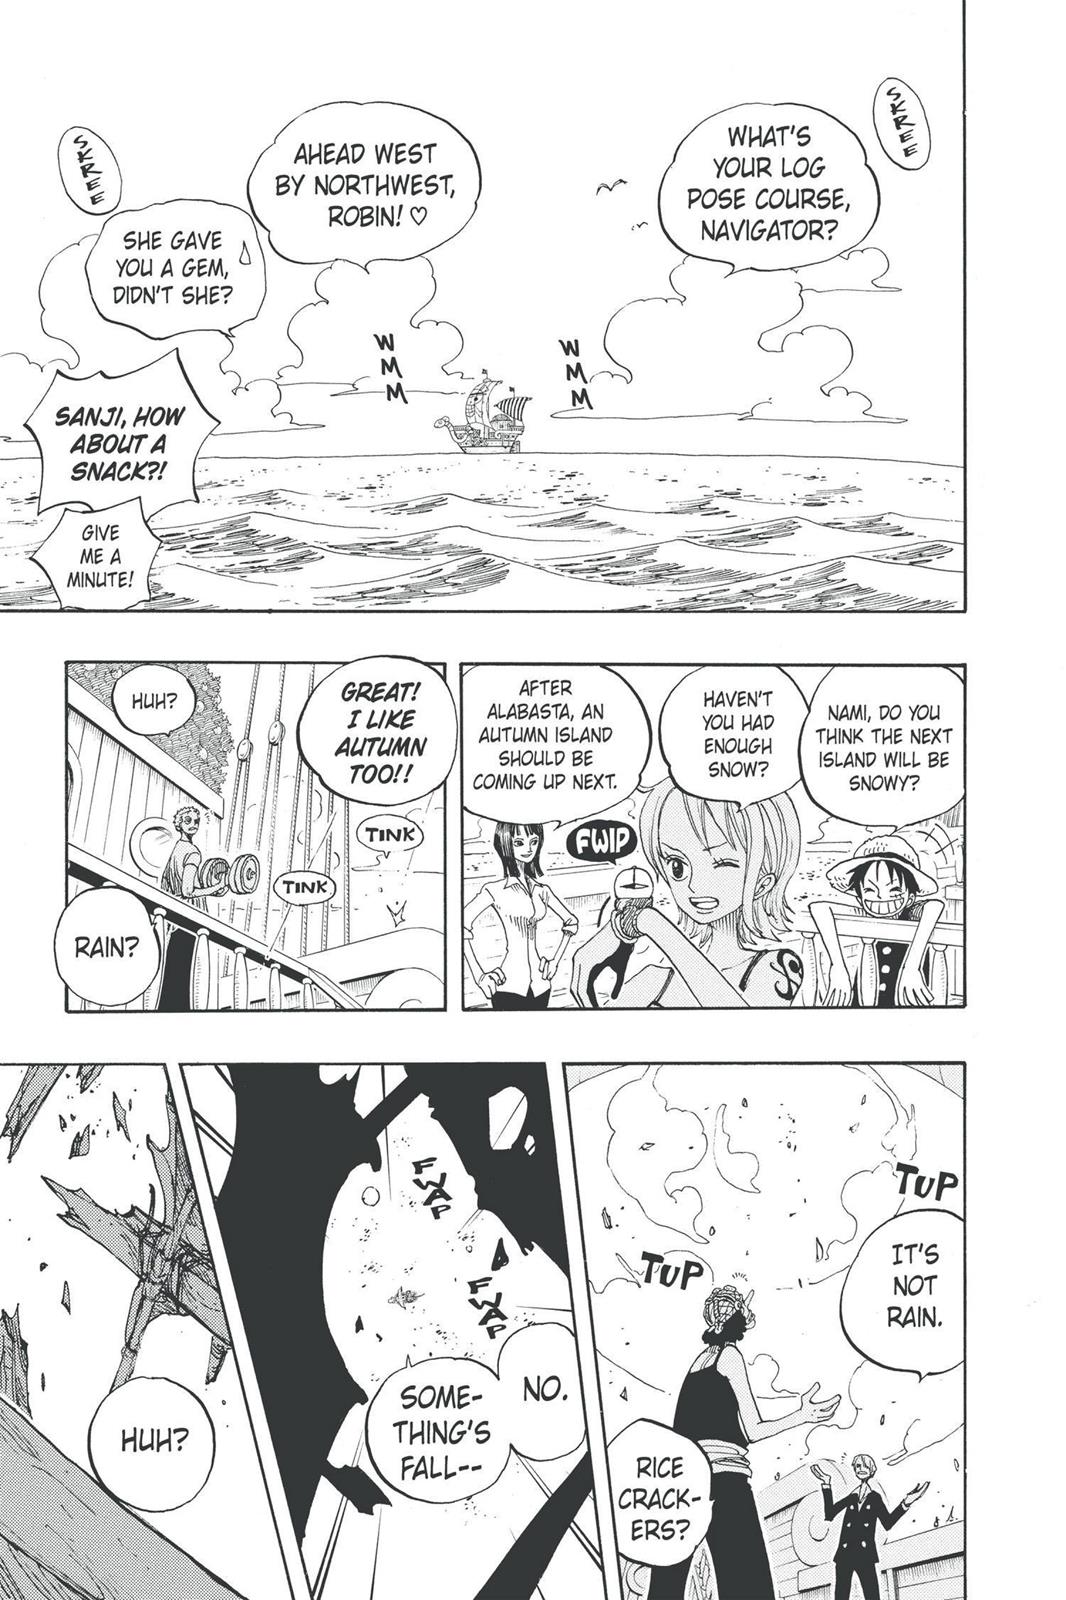 SKREE
WHAT'S
YOUR LOG
POSE COURSE,
NAVIGATOR?
AHEAD WEST
BY NORTHWEST,
ROBIN! ♡
SKREE
SHE GAVE
YOU A GEM,
DIDN'T SHE?
WMM
WMM
SANJI, HOW
ABOUT A
SNACK?!
GIVE
ME A
MINUTE!
NAMI, DO YOU
THINK THE NEXT
ISLAND WILL BE
SNOWY?
HAVEN'T
YOU HAD
ENOUGH
SNOW?
AFTER
ALABASTA, AN
AUTUMN ISLAND
SHOULD BE
COMING UP NEXT.
FWIP
GREAT!
I LIKE
AUTUMN
TOO!!
HUH?
TINK
TINK
RAIN?
TUP
IT'S
NOT
RAIN.
TUP
RICE
CRACK-
ERS?
FWAP
FWAP
NO.
SOME-
THING'S
FALL--
HUH?